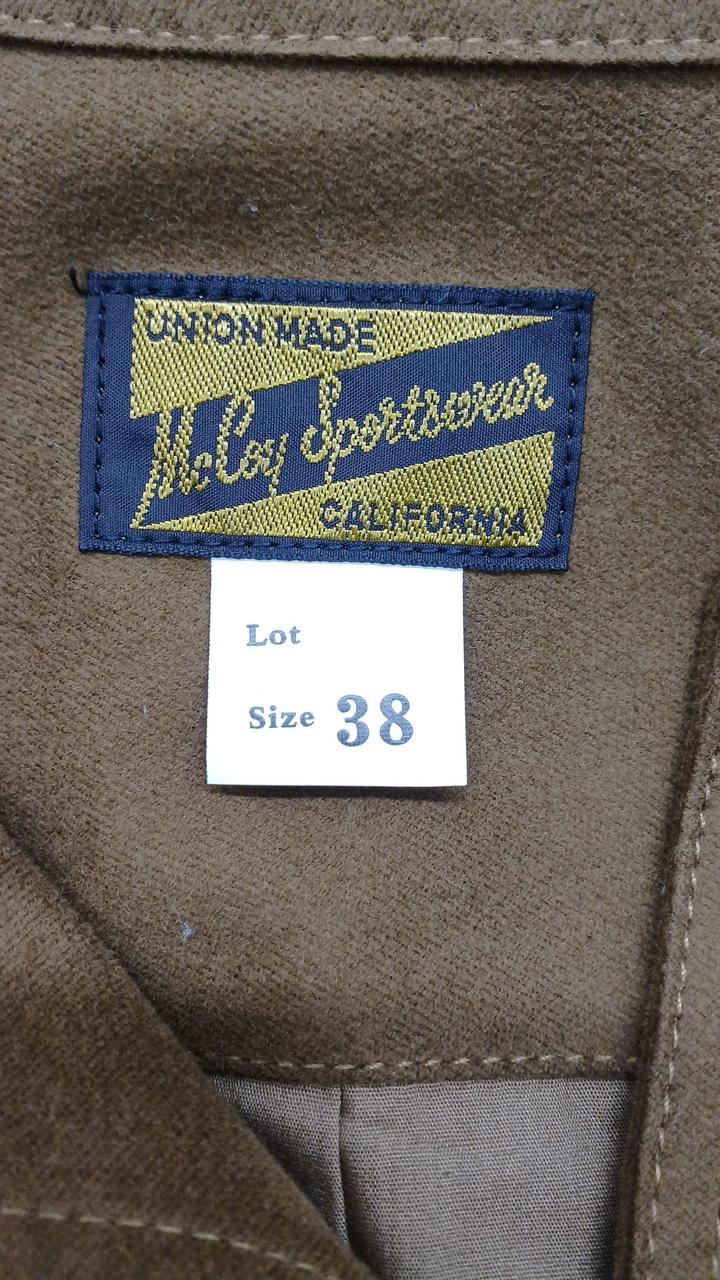 UNION MADE
McCoy Sportswear
CALIFORNIA
Lot
Size 38